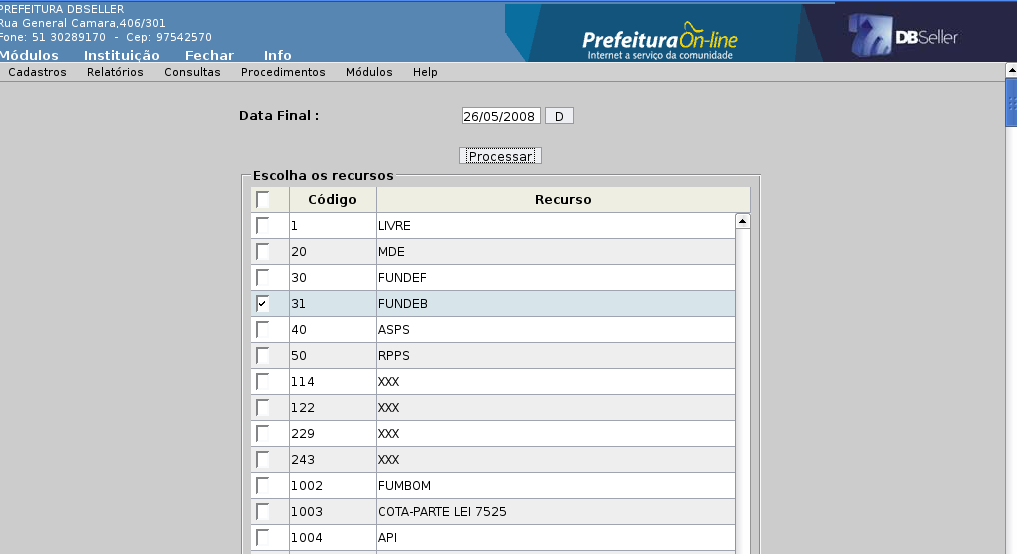 PREFEITURA DBSELLER
Rua General Camara,406/301
Fone: 51 30289170 - Cep: 97542570
Módulos Instituição Fechar Info
PrefeituraOn-line
Internet a serviço da comunidade
DBSeller
Cadastros Relatórios Consultas Procedimentos Módulos Help
Data Final : 26/05/2008 D
Processar
Escolha os recursos
Código Recurso
1 LIVRE
20 MDE
30 FUNDEF
31 FUNDEB
40 ASPS
50 RPPS
114 XXX
122 XXX
229 XXX
243 XXX
1002 FUMBOM
1003 COTA-PARTE LEI 7525
1004 API